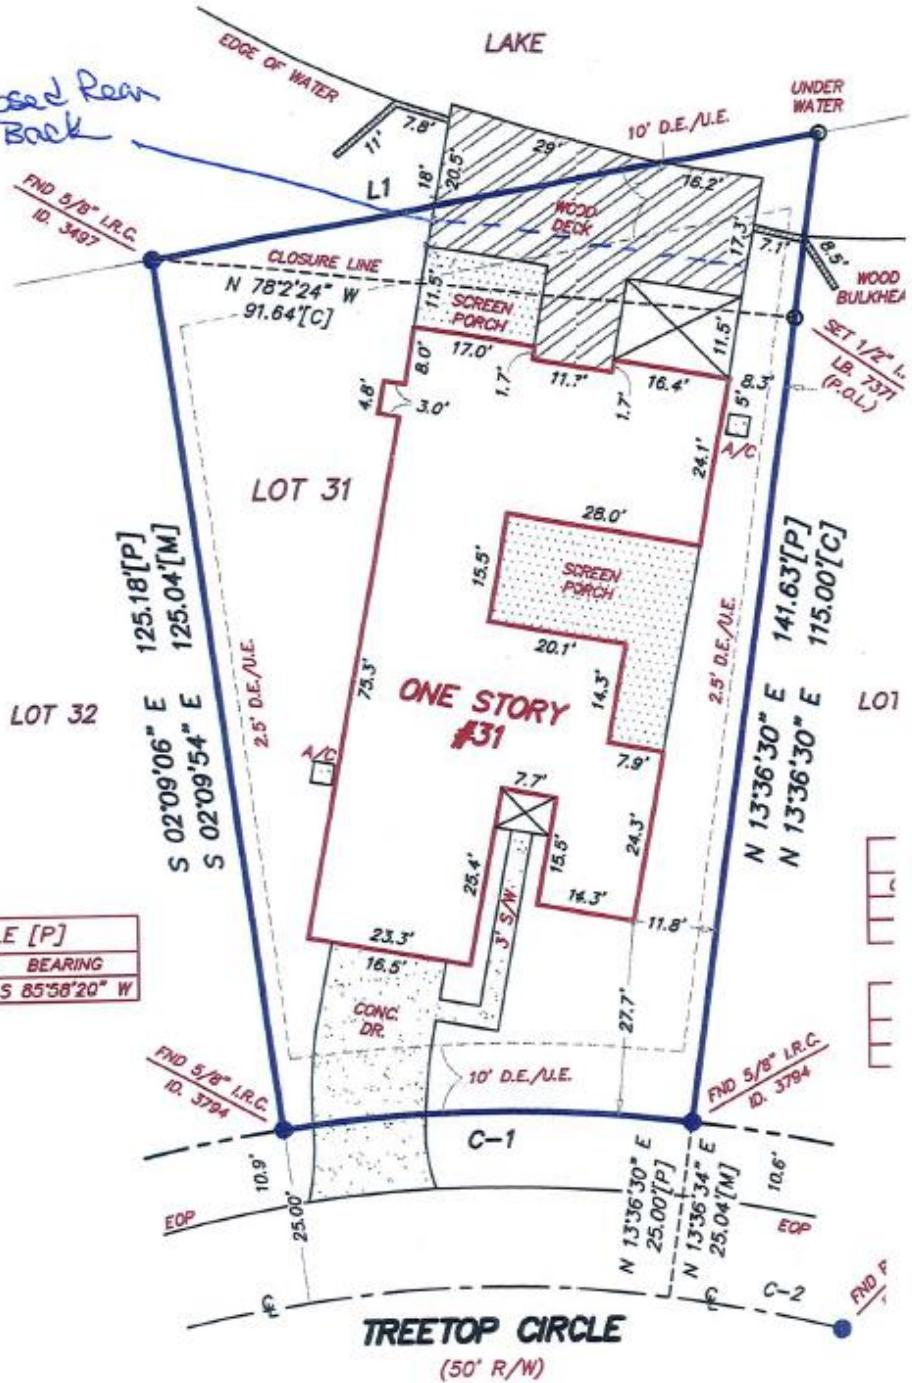 LAKE
EDGE OF WATER
UNDER
WATER
Rear
Back
7.8'
11'
10' D.E./U.E.
29'
18'
20.5'
16.2'
L1
FND 5/8" I.R.C.
ID. 3497
WOOD
DECK
17.3'
7.1'
8.5'
CLOSURE LINE
N 78°2'24" W
91.64'[C]
11.5'
SCREEN
PORCH
WOOD
17.0'
8.0'
1.7'
11.1'
1.7'
16.4'
11.5'
8.3'
5'
SET 1/2"
LB. 7371
(P.O.L.)
4.8'
3.0'
A/C
24.1'
LOT 31
28.0'
15.5'
SCREEN
PORCH
125.18'[P]
125.04'[M]
S 02°09'06" E
S 02°09'54" E
141.63'[P]
115.00'[C]
N 13°36'30" E
N 13°36'30" E
2.5' D.E./U.E.
2.5' D.E./U.E.
20.1'
14.3'
75.3'
ONE STORY
#31
LOT 32
A/C
7.9'
7.7'
24.3'
25.4'
15.5'
3' S/W
14.3'
11.8'
[P]
BEARING
S 85°58'20" W
23.3'
16.5'
CONC.
DR.
27.7'
10' D.E./U.E.
FND 5/8" I.R.C.
ID. 3794
FND 5/8" I.R.C.
ID. 3794
C-1
10.9'
25.00'
10.6'
N 13°36'30" E
25.00'[P]
N 13°36'34" E
25.04'[M]
EOP
EOP
C-2
FND
TREETOP CIRCLE
(50' R/W)